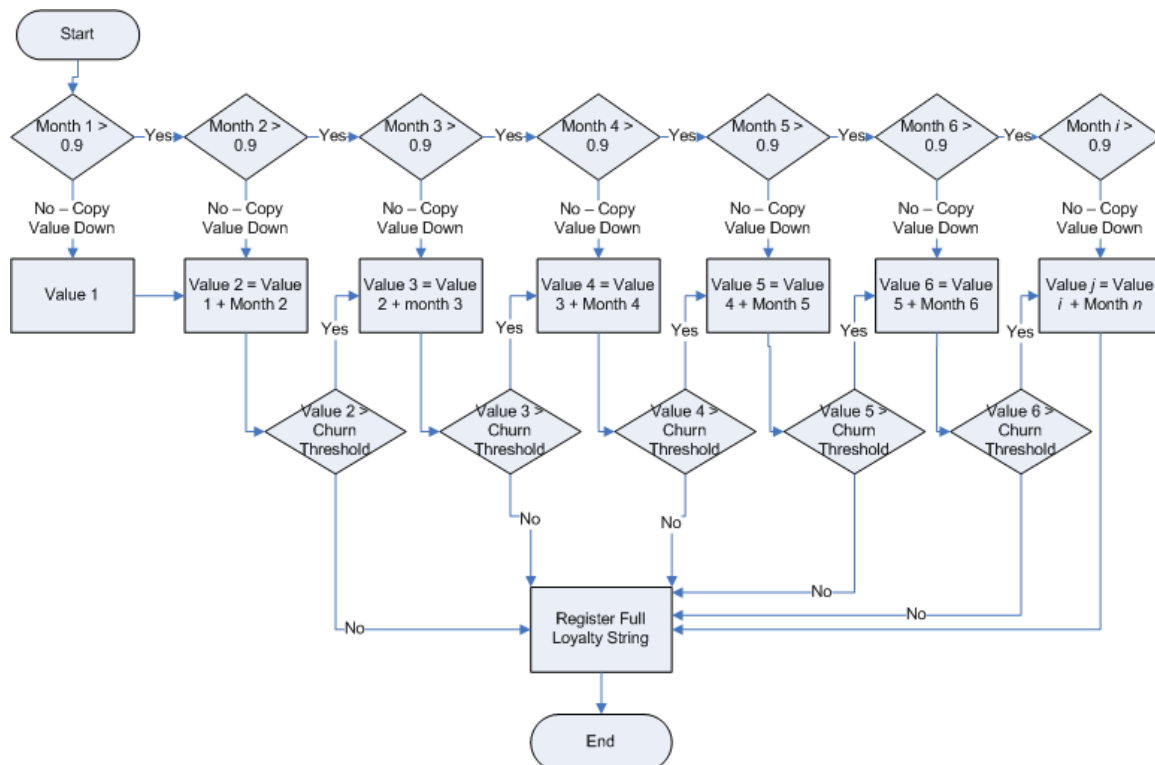 Start
Month 1 >
0.9
Yes
Month 2 >
0.9
Yes
Month 3 >
0.9
Yes
Month 4 >
0.9
Yes
Month 5 >
0.9
Yes
Month 6 >
0.9
Yes
Month i >
0.9
No – Copy
Value Down
No – Copy
Value Down
No – Copy
Value Down
No – Copy
Value Down
No – Copy
Value Down
No – Copy
Value Down
No – Copy
Value Down
Value 1
Value 2 = Value
1 + Month 2
Value 3 = Value
2 + month 3
Value 4 = Value
3 + Month 4
Value 5 = Value
4 + Month 5
Value 6 = Value
5 + Month 6
Value j = Value
i + Month n
Yes
Yes
Yes
Yes
Yes
Value 2 >
Churn
Threshold
Value 3 >
Churn
Threshold
Value 4 >
Churn
Threshold
Value 5 >
Churn
Threshold
Value 6 >
Churn
Threshold
No
No
No
No
No
Register Full
Loyalty String
End